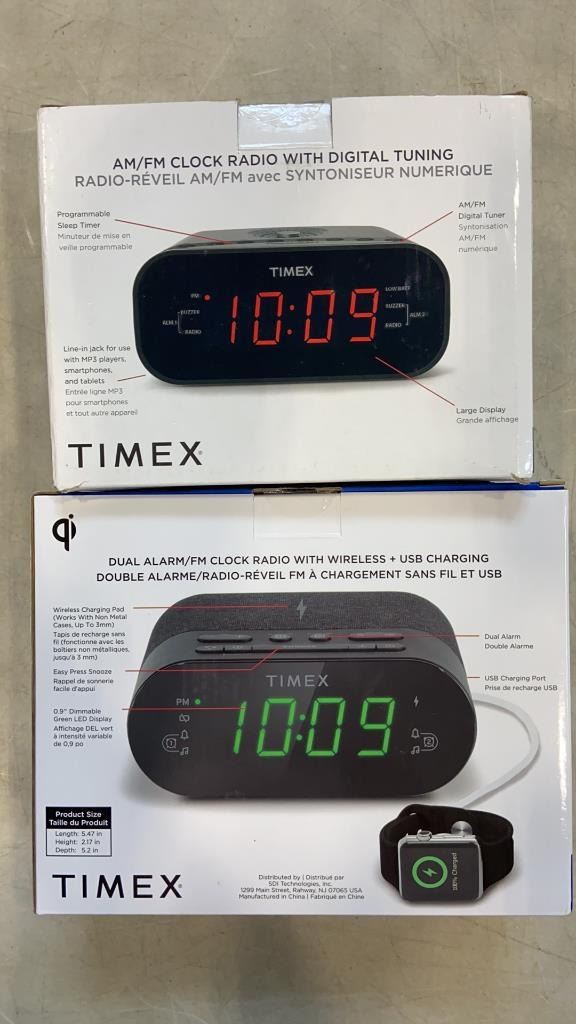 AM/FM CLOCK RADIO WITH DIGITAL TUNING
RADIO-RÉVEIL AM/FM avec SYNTONISEUR NUMERIQUE
Programmable
Sleep Timer
Minuteur de mise en
veille programmable
AM/FM
Digital Tuner
Syntonisation
AM/FM
numérique
TIMEX
PM
LOW BATT
BUZZER
ALM 1
RADIO
10:09
BUZZER
ALM 2
RADIO
Line-in jack for use
with MP3 players,
smartphones,
and tablets
Entrée ligne MP3
pour smartphones
et tout autre appareil
Large Display
Grande affichage
TIMEX
qi
DUAL ALARM/FM CLOCK RADIO WITH WIRELESS + USB CHARGING
DOUBLE ALARME/RADIO-RÉVEIL FM À CHARGEMENT SANS FIL ET USB
Wireless Charging Pad
(Works With Non Metal
Cases, Up To 3mm)
Tapis de recharge sans
fil (fonctionne avec les
boîtiers non métalliques,
jusqu'à 3 mm)
Easy Press Snooze
Rappel de sonnerie
facile d'appui
0.9" Dimmable
Green LED Display
Affichage DEL vert
à intensité variable
de 0,9 po
Dual Alarm
Double Alarme
USB Charging Port
Prise de recharge USB
TIMEX
PM
10:09
1
2
100% Charged
Product Size
Taille du Produit
Length: 5.47 in
Height: 2.17 in
Depth: 5.2 in
TIMEX
Distributed by | Distribué par
SDI Technologies, Inc.
1299 Main Street, Rahway, NJ 07065 USA
Manufactured in China | Fabriqué en Chine